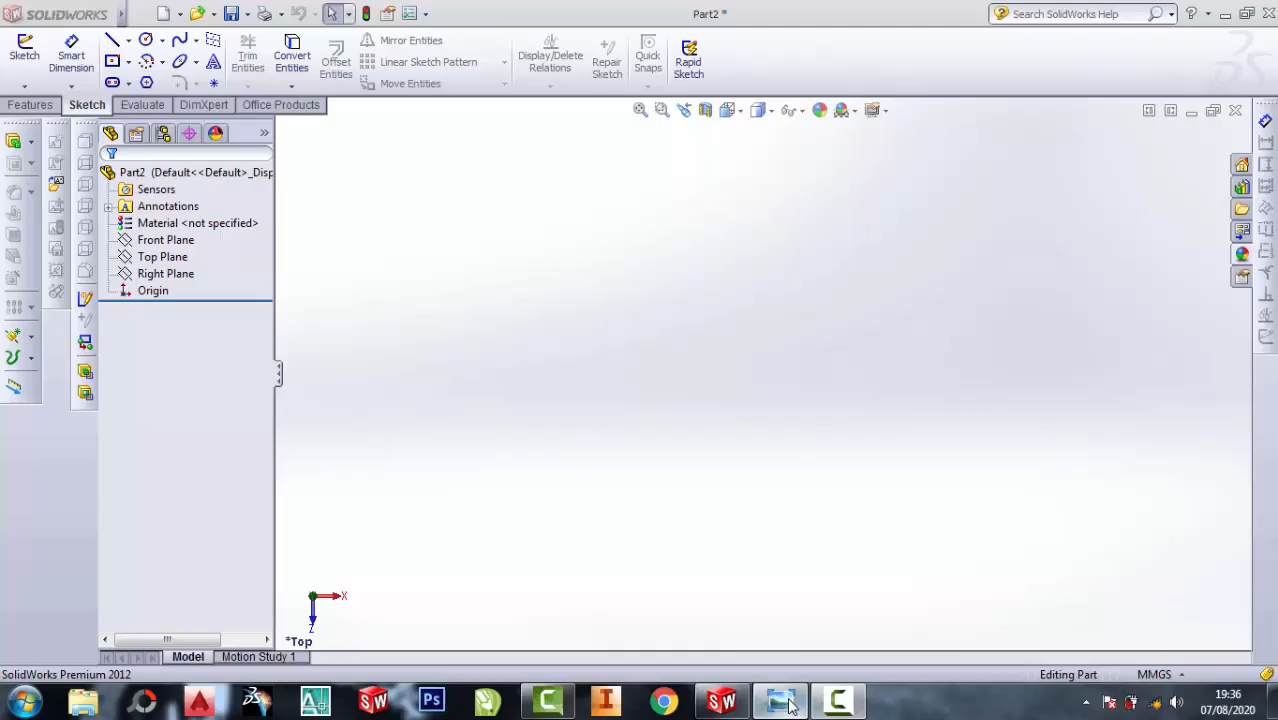 SOLIDWORKS
Part2 *
Search SolidWorks Help
Sketch
Smart Dimension
Trim Entities
Convert Entities
Offset Entities
Mirror Entities
Linear Sketch Pattern
Move Entities
Display/Delete Relations
Repair Sketch
Quick Snaps
Rapid Sketch
Features
Sketch
Evaluate
DimXpert
Office Products
Part2 (Default<<Default>_Disp
Sensors
Annotations
Material <not specified>
Front Plane
Top Plane
Right Plane
Origin
X
Z
*Top
Model
Motion Study 1
SolidWorks Premium 2012
Editing Part
MMGS
Ps
SW
SW
19:36
07/08/2020